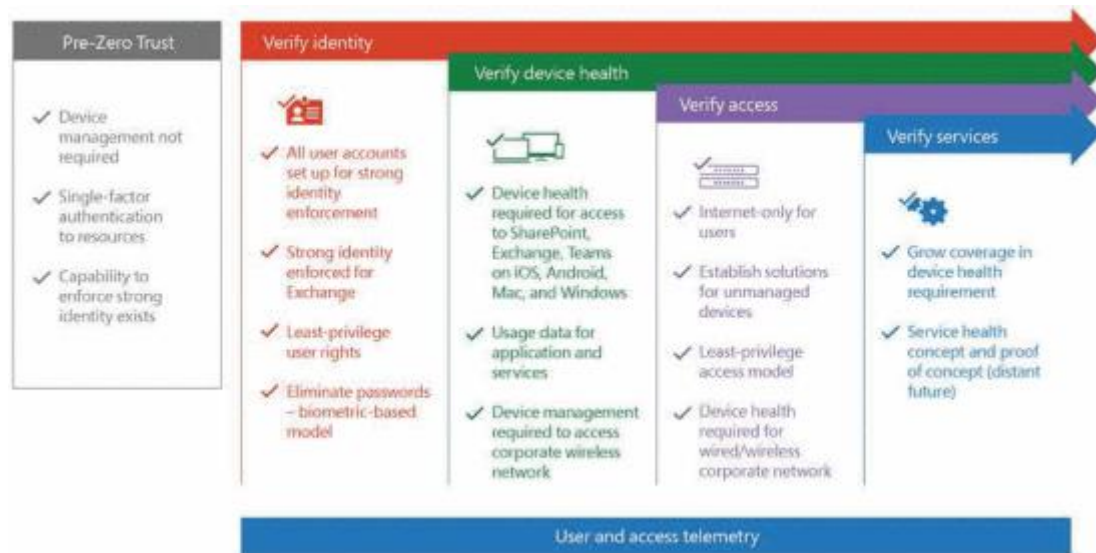 Pre-Zero Trust
Device
management not
required
Single-factor
authentication
to resources
Capability to
enforce strong
identity exists
Verify identity
All user accounts
set up for strong
identity
enforcement
Strong identity
enforced for
Exchange
Least-privilege
user rights
Eliminate passwords
– biometric-based
model
Verify device health
Device health
required for access
to SharePoint,
Exchange, Teams
on iOS, Android,
Mac, and Windows
Usage data for
application and
services
Device management
required to access
corporate wireless
network
Verify access
Internet-only for
users
Establish solutions
for unmanaged
devices
Least-privilege
access model
Device health
required for
wired/wireless
corporate network
Verify services
Grow coverage in
device health
requirement
Service health
concept and proof
of concept (distant
future)
User and access telemetry